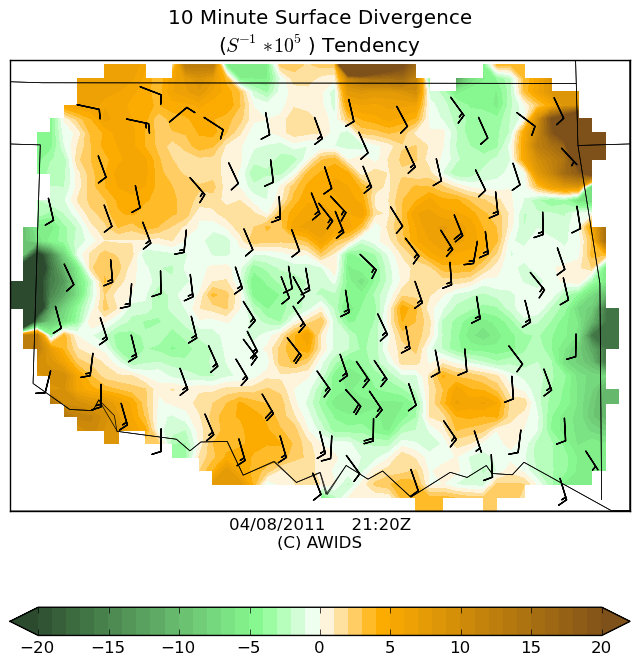 10 Minute Surface Divergence
(S⁻¹ *10⁵ ) Tendency
04/08/2011 21:20Z
(C) AWIDS
−20 −15 −10 −5 0 5 10 15 20